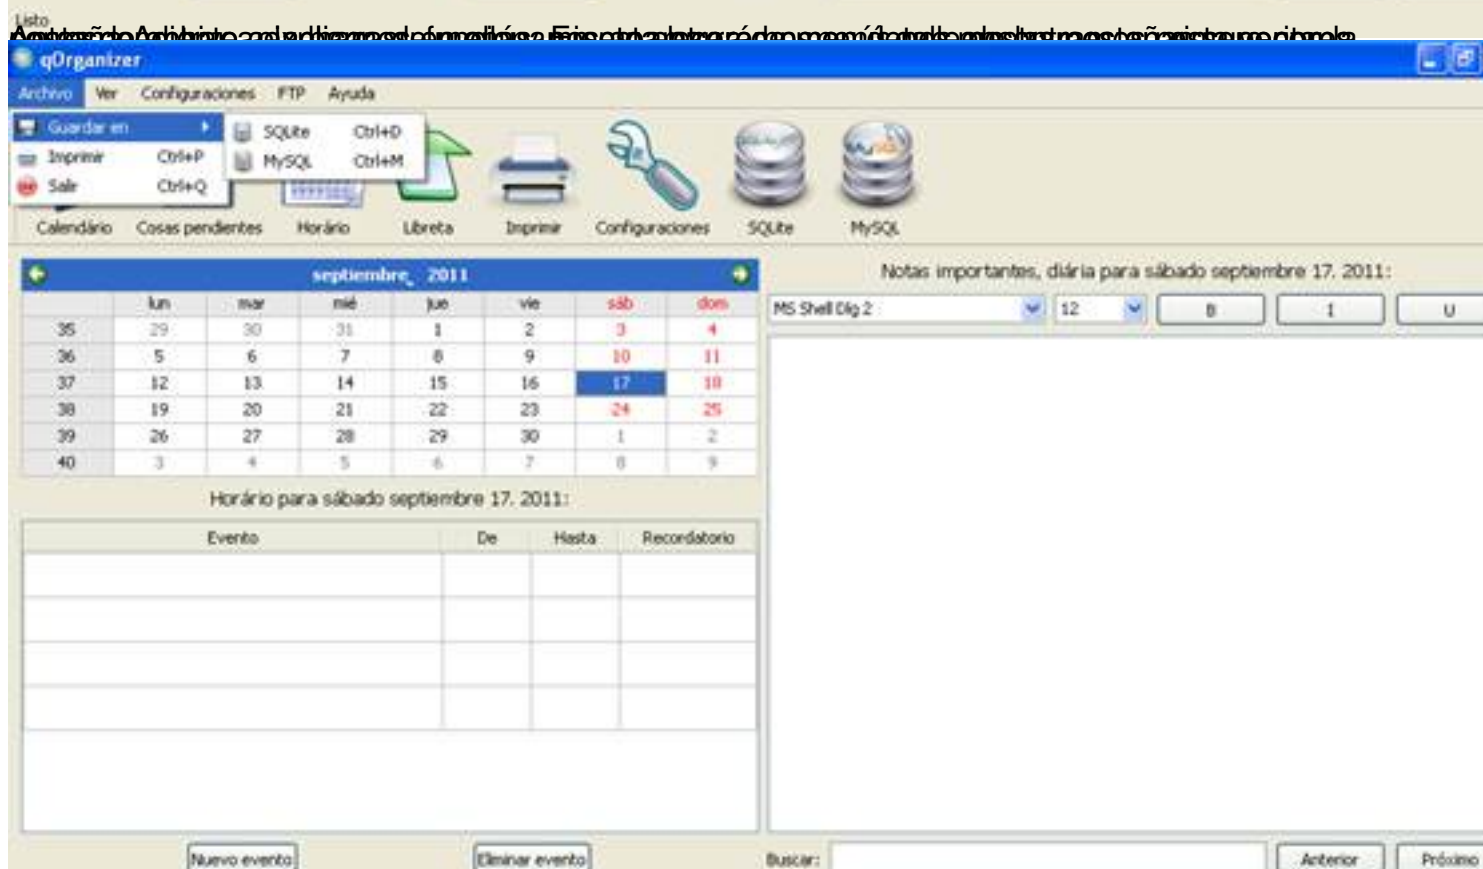 Listo
qOrganizer
Archivo Ver Configuraciones FTP Ayuda
Guardar en SQLite Ctrl+D
Imprimir Ctrl+P MySQL Ctrl+M
Salir Ctrl+Q
Calendário Cosas pendientes Horário Libreta Imprimir Configuraciones SQLite MySQL
septiembre, 2011
lun mar mié jue vie sáb dom
35 29 30 31 1 2 3 4
36 5 6 7 8 9 10 11
37 12 13 14 15 16 17 18
38 19 20 21 22 23 24 25
39 26 27 28 29 30 1 2
40 3 4 5 6 7 8 9
Notas importantes, diária para sábado septiembre 17. 2011:
MS Shell Dlg 2 12 B I U
Horário para sábado septiembre 17. 2011:
Evento De Hasta Recordatorio
Nuevo evento Eliminar evento Buscar: Anterior Próximo